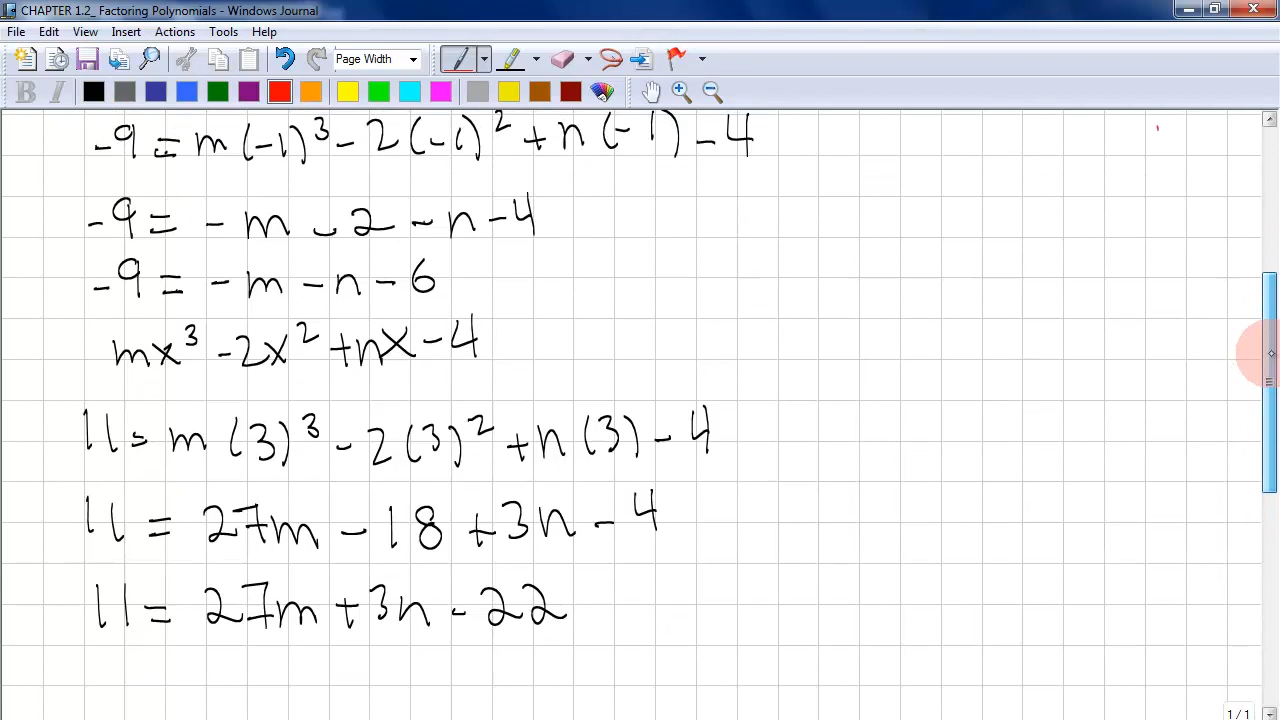 CHAPTER 1.2_ Factoring Polynomials - Windows Journal
File Edit View Insert Actions Tools Help
Page Width
B I
-9 = m(-1)³ - 2(-1)² + n(-1) - 4
-9 = - m - 2 - n - 4
-9 = - m - n - 6
mx³ - 2x² + nx - 4
11 = m(3)³ - 2(3)² + n(3) - 4
11 = 27m - 18 + 3n - 4
11 = 27m + 3n - 22
1/1